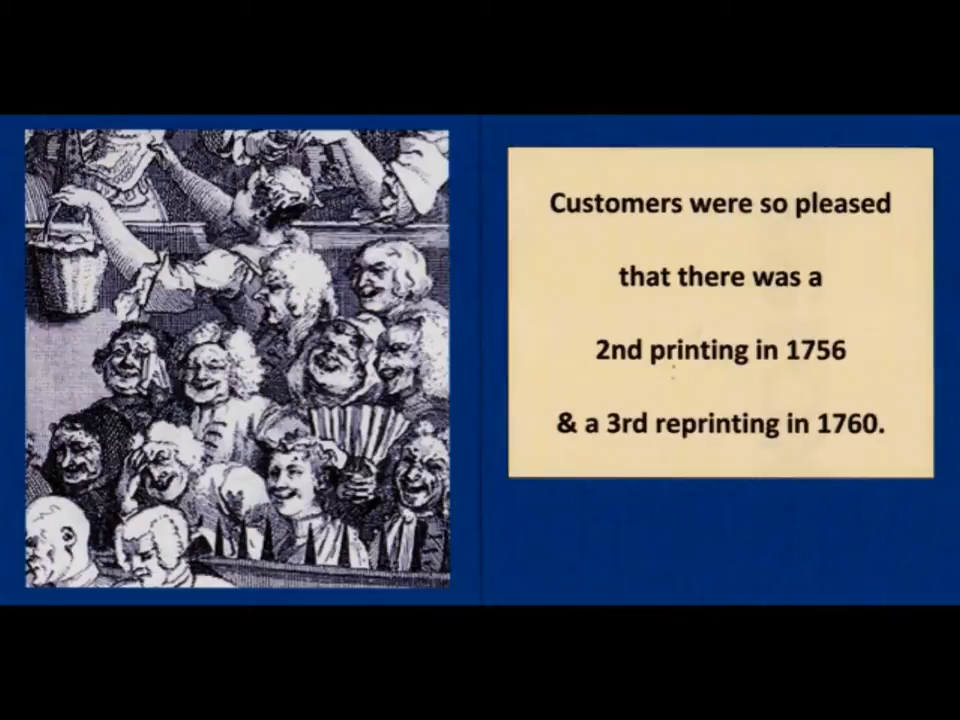 Customers were so pleased
that there was a
2nd printing in 1756
& a 3rd reprinting in 1760.